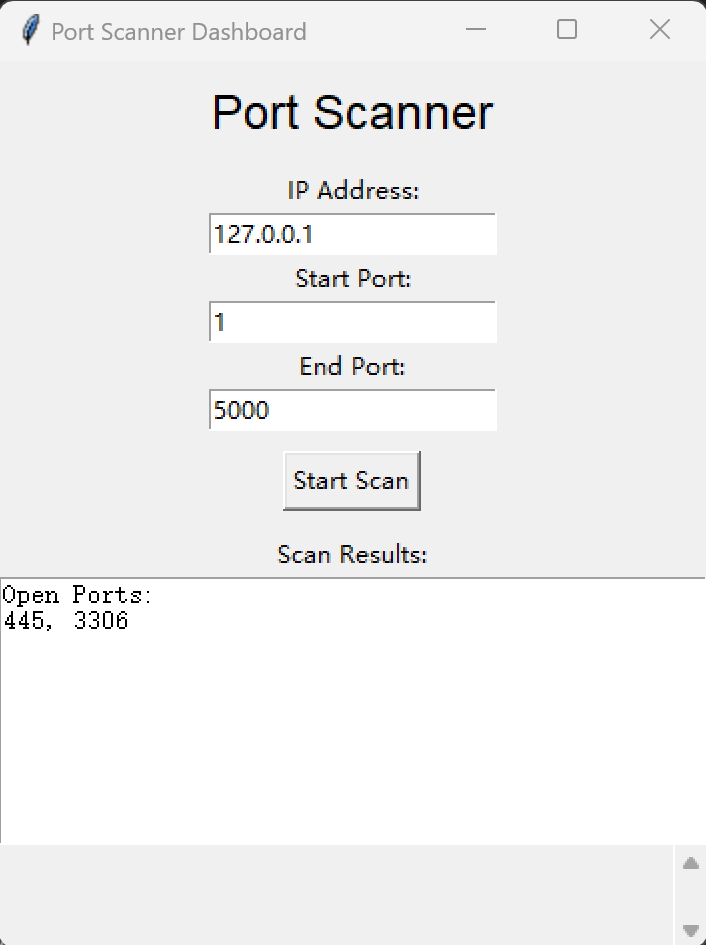 Port Scanner Dashboard
Port Scanner
IP Address:
127.0.0.1
Start Port:
1
End Port:
5000
Start Scan
Scan Results:
Open Ports:
445, 3306